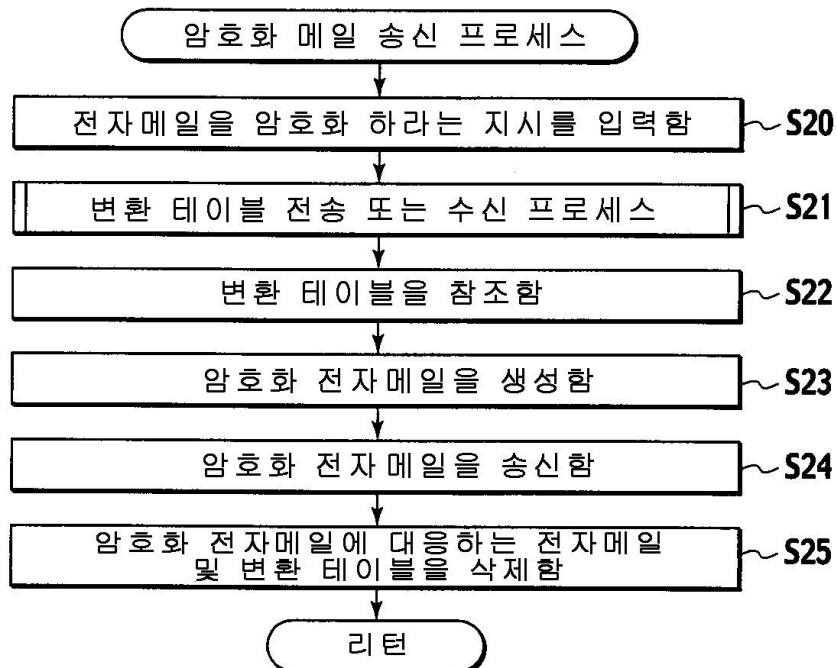 암호화 메일 송신 프로세스
전자메일을 암호화 하라는 지시를 입력함 S20
변환 테이블 전송 또는 수신 프로세스 S21
변환 테이블을 참조함 S22
암호화 전자메일을 생성함 S23
암호화 전자메일을 송신함 S24
암호화 전자메일에 대응하는 전자메일
및 변환 테이블을 삭제함 S25
리턴